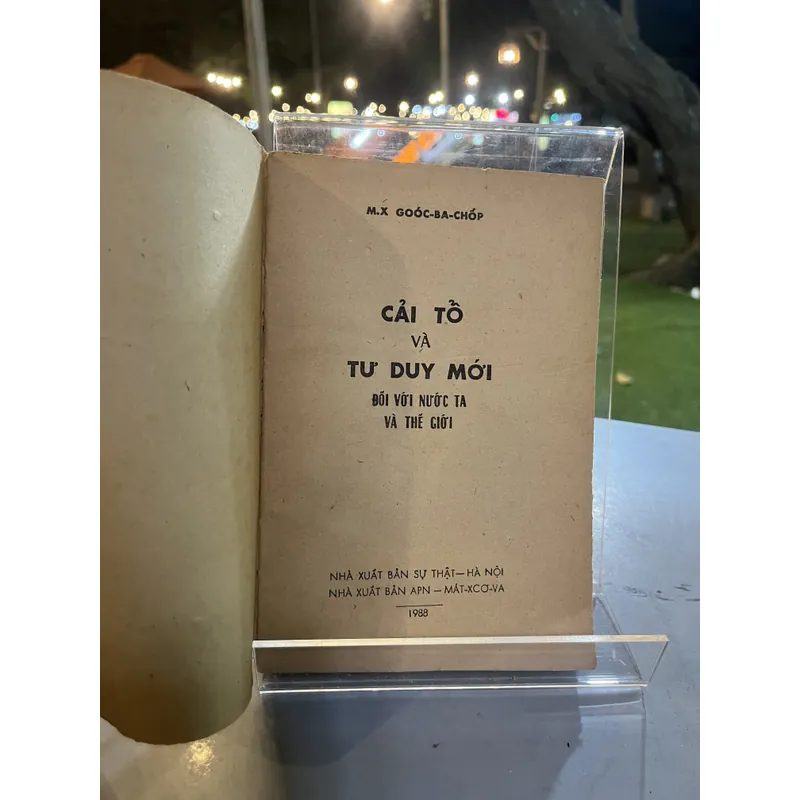 M.X GOÓC-BA-CHỐP
CẢI TỔ
VÀ
TƯ DUY MỚI
ĐỐI VỚI NƯỚC TA
VÀ THẾ GIỚI
NHÀ XUẤT BẢN SỰ THẬT—HÀ NỘI
NHÀ XUẤT BẢN APN — MÁT-XCƠ-VA
1988